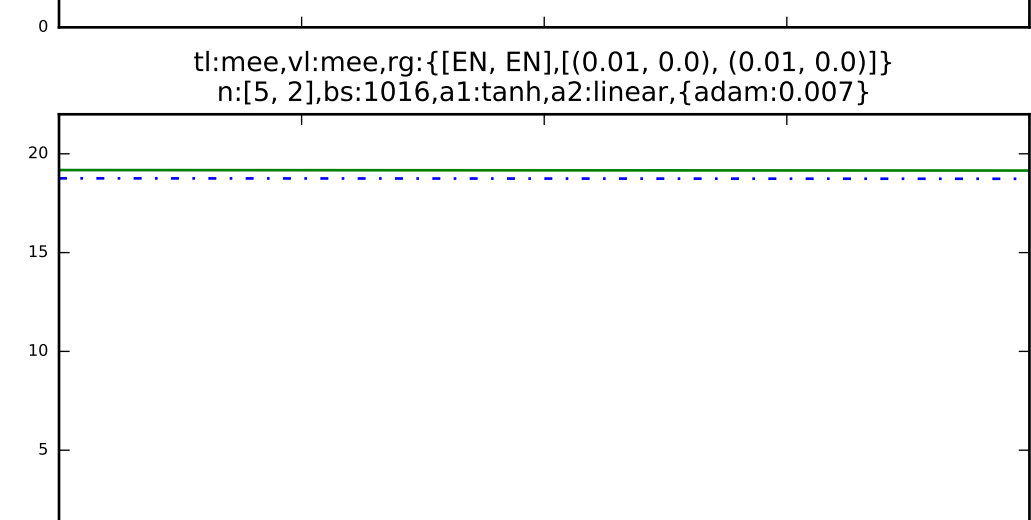 0
tl:mee,vl:mee,rg:{[EN, EN],[(0.01, 0.0), (0.01, 0.0)]}
n:[5, 2],bs:1016,a1:tanh,a2:linear,{adam:0.007}
20
15
10
5